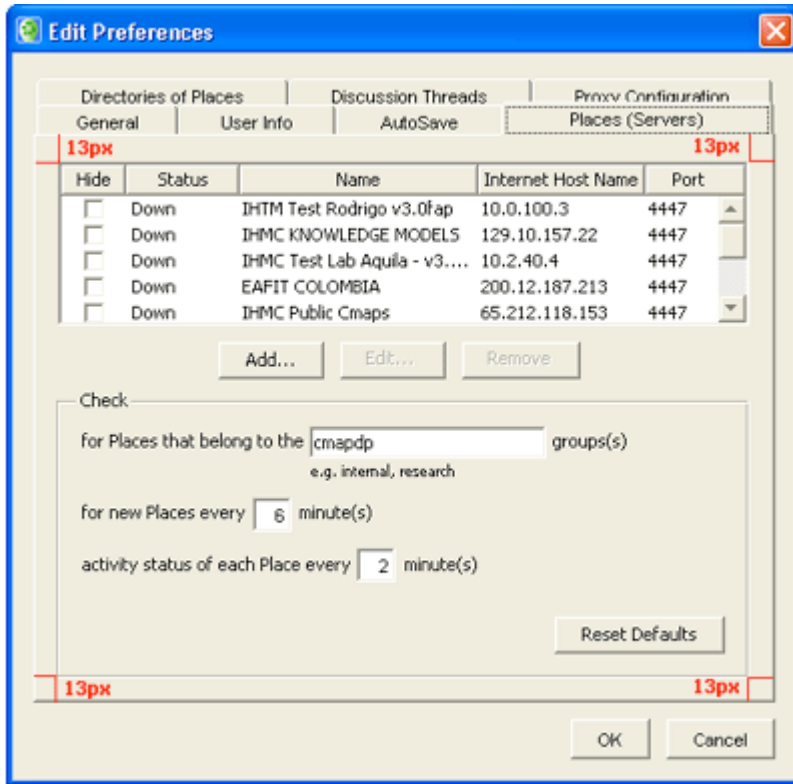 Edit Preferences
Directories of Places Discussion Threads Proxy Configuration
General User Info AutoSave Places (Servers)
13px 13px
Hide Status Name Internet Host Name Port
Down IHTM Test Rodrigo v3.0fap 10.0.100.3 4447
Down IHMC KNOWLEDGE MODELS 129.10.157.22 4447
Down IHMC Test Lab Aquila - v3.... 10.2.40.4 4447
Down EAFIT COLOMBIA 200.12.187.213 4447
Down IHMC Public Cmaps 65.212.118.153 4447
Add... Edit... Remove
Check
for Places that belong to the cmapdp groups(s)
e.g. internal, research
for new Places every 6 minute(s)
activity status of each Place every 2 minute(s)
Reset Defaults
13px 13px
OK Cancel